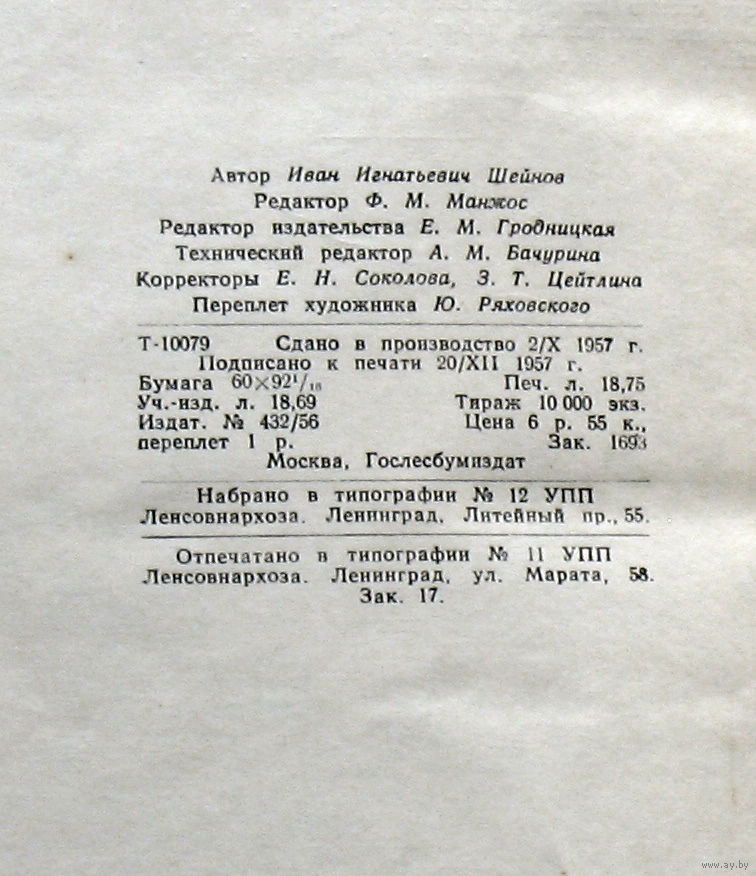 Автор Иван Игнатьевич Шейнов
Редактор Ф. М. Манжос
Редактор издательства Е. М. Гродницкая
Технический редактор А. М. Бачурина
Корректоры Е. Н. Соколова, З. Т. Цейтлина
Переплет художника Ю. Ряховского
Т-10079 Сдано в производство 2/X 1957 г.
Подписано к печати 20/XII 1957 г.
Бумага 60×92¹/₁₆ Печ. л. 18,75
Уч.-изд. л. 18,69 Тираж 10 000 экз.
Издат. № 432/56 Цена 6 р. 55 к.,
переплет 1 р. Зак. 1693
Москва, Гослесбумиздат
Набрано в типографии № 12 УПП
Ленсовнархоза. Ленинград, Литейный пр., 55.
Отпечатано в типографии № 11 УПП
Ленсовнархоза. Ленинград, ул. Марата, 58.
Зак. 17.
www.ay.by